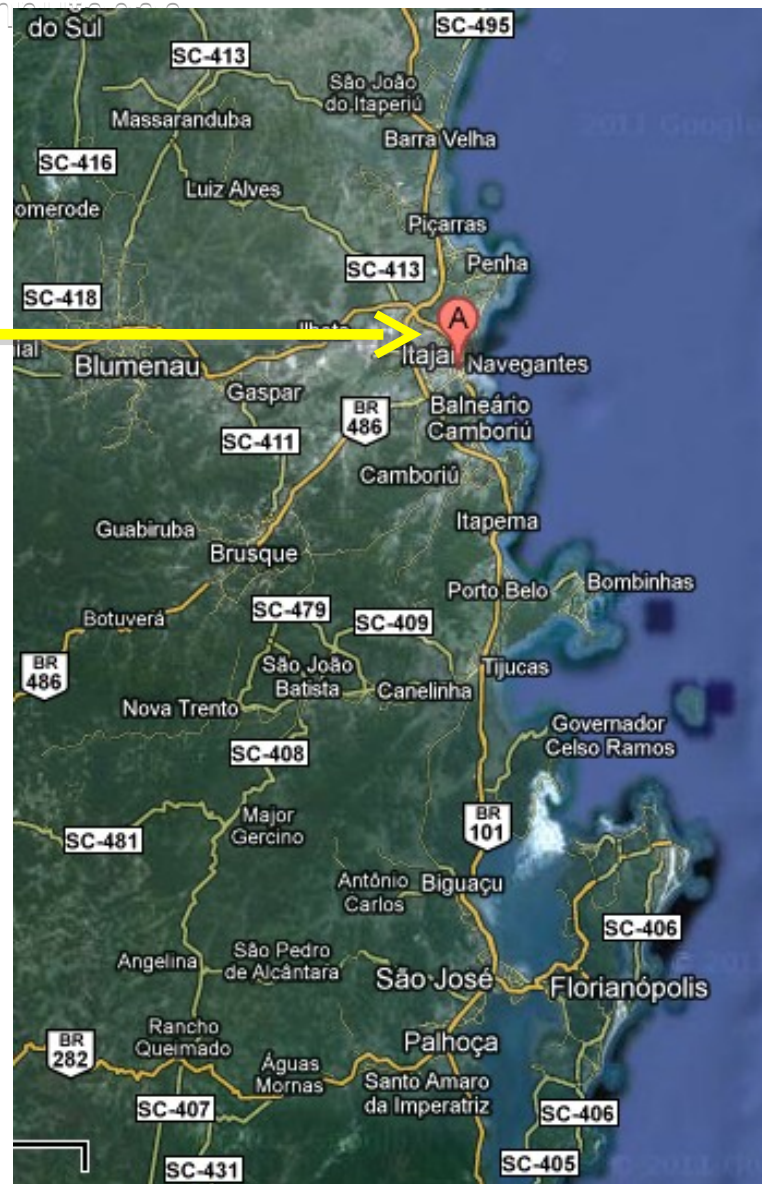 do Sul
SC-495
SC-413
São João
do Itaperiú
Massaranduba
Barra Velha
SC-416
Luiz Alves
omerode
Piçarras
Penha
SC-413
SC-418
A
Itajaí
Navegantes
ial
Blumenau
Gaspar
BR
486
Balneário
Camboriú
SC-411
Camboriú
Itapema
Guabiruba
Brusque
Porto Belo
Bombinhas
SC-479
SC-409
Botuverá
BR
486
São João
Batista
Canelinha
Tijucas
Nova Trento
Governador
Celso Ramos
SC-408
BR
101
Major
Gercino
SC-481
Antônio
Carlos
Biguaçu
SC-406
São Pedro
de Alcântara
Angelina
São José
Florianópolis
Rancho
Queimado
BR
282
Palhoça
Águas
Mornas
Santo Amaro
da Imperatriz
SC-407
SC-406
SC-431
SC-405
2011 Google